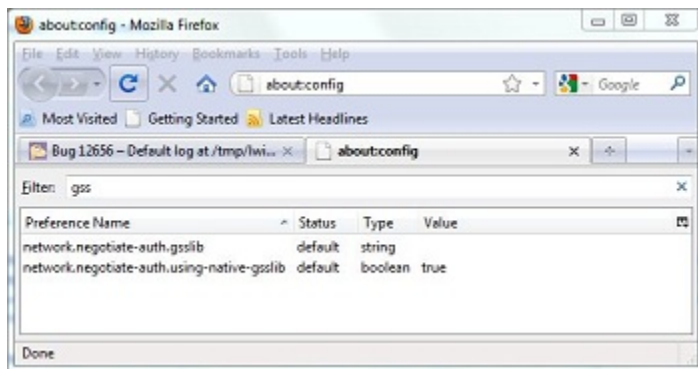 about:config - Mozilla Firefox
File Edit View History Bookmarks Tools Help
about:config Google
Most Visited Getting Started Latest Headlines
Bug 12656 – Default log at /tmp/lwi... about:config
Filter: gss
Preference Name Status Type Value
network.negotiate-auth.gsslib default string
network.negotiate-auth.using-native-gsslib default boolean true
Done